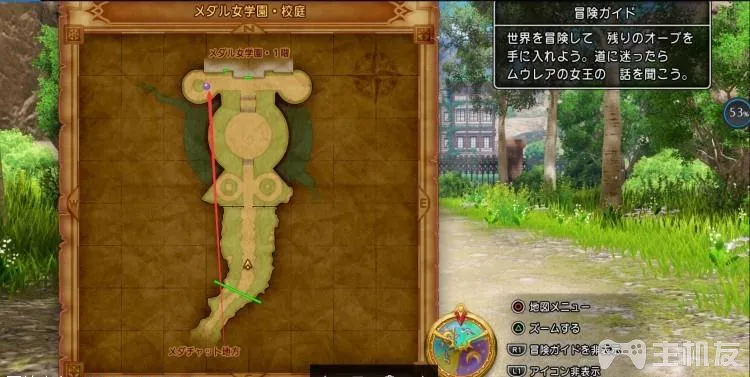 メダル女学園・校庭
N
メダル女学園・1階
W
E
メダチャット地方
冒険ガイド
世界を冒険して 残りのオーブを
手に入れよう。道に迷ったら
ムウレアの女王の 話を聞こう。
53%
地図メニュー
ズームする
R1 冒険ガイドを非表示
L1 アイコン非表示
主机友